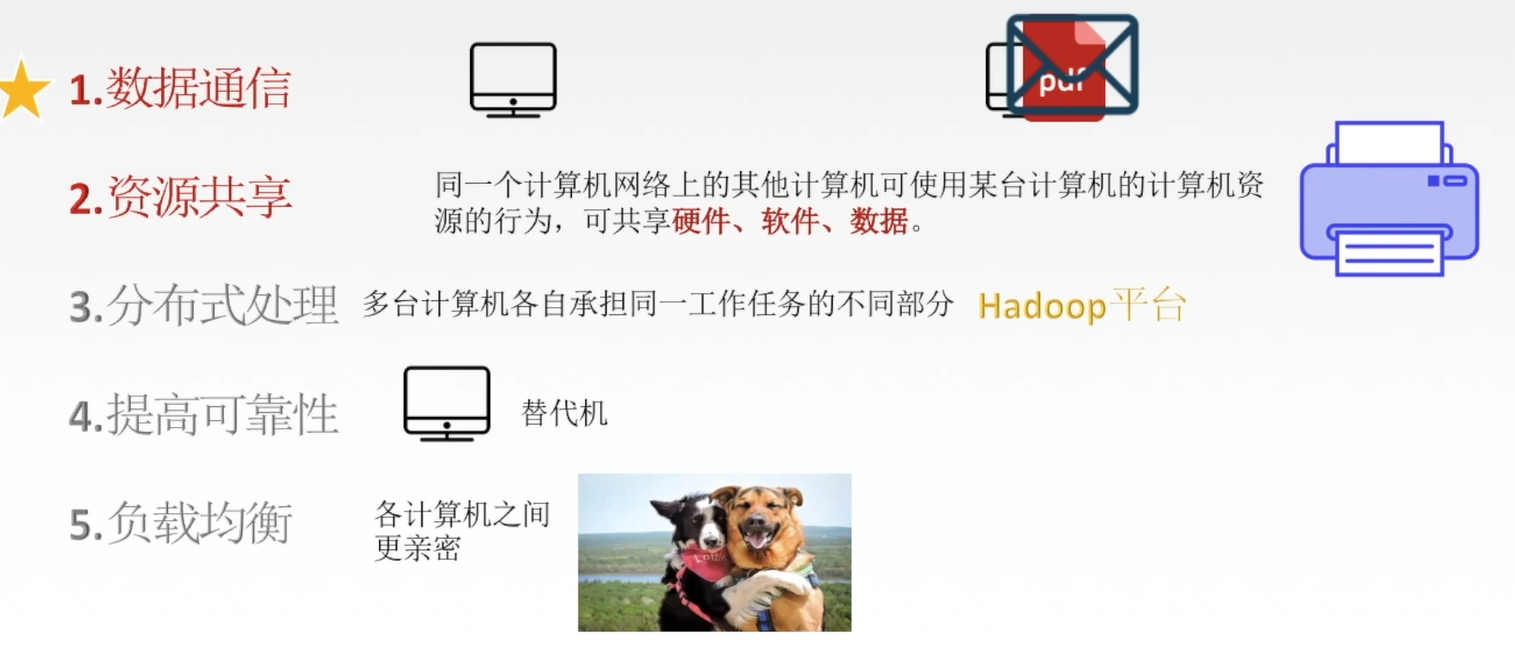 1.数据通信
pdf
2.资源共享
同一个计算机网络上的其他计算机可使用某台计算机的计算机资
源的行为，可共享硬件、软件、数据。
3.分布式处理 多台计算机各自承担同一工作任务的不同部分 Hadoop平台
4.提高可靠性 替代机
5.负载均衡
各计算机之间
更亲密